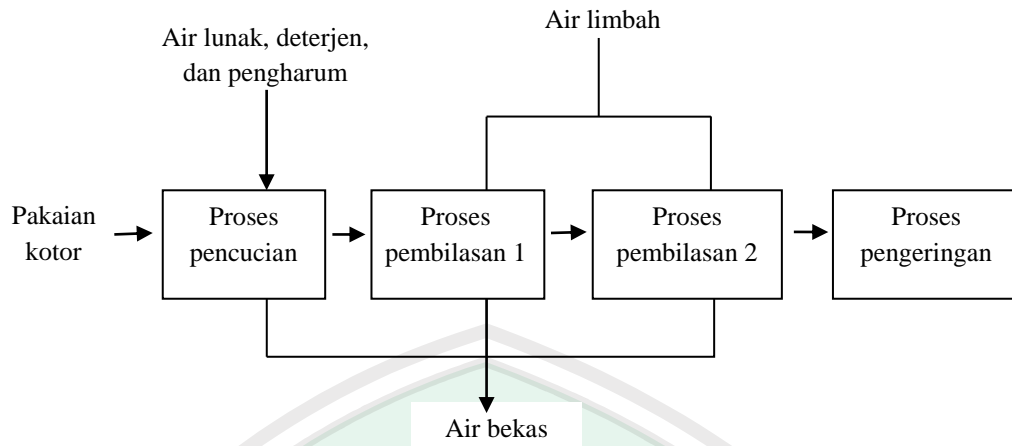 Air limbah
Air lunak, deterjen,
dan pengharum
Pakaian
kotor
Proses
pencucian
Proses
pembilasan 1
Proses
pembilasan 2
Proses
pengeringan
Air bekas